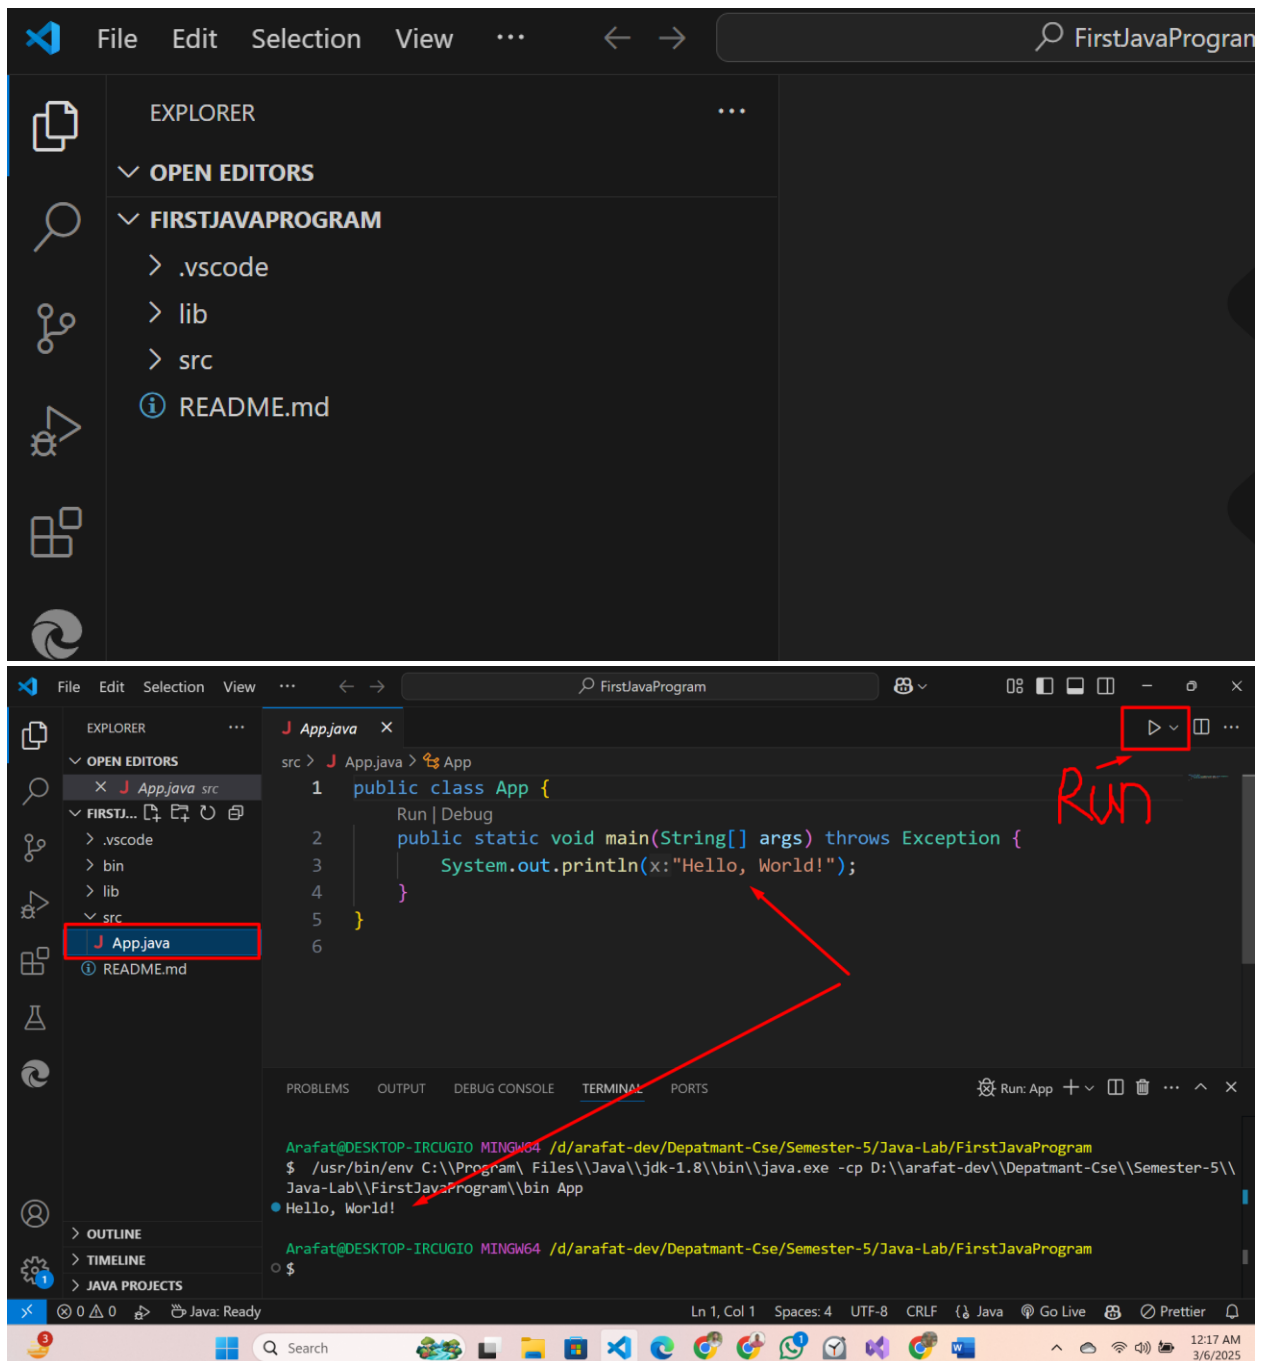 File Edit Selection View ··· FirstJavaProgram
EXPLORER ···
OPEN EDITORS
FIRSTJAVAPROGRAM
.vscode
lib
src
README.md
File Edit Selection View ··· FirstJavaProgram
EXPLORER ···
OPEN EDITORS
App.java src
FIRSTJ...
.vscode
bin
lib
src
App.java
README.md
OUTLINE
TIMELINE
JAVA PROJECTS
App.java
src > App.java > App
Run
1 public class App {
Run | Debug
2 public static void main(String[] args) throws Exception {
3 System.out.println(x:"Hello, World!");
4 }
5 }
6
PROBLEMS OUTPUT DEBUG CONSOLE TERMINAL PORTS Run: App
Arafat@DESKTOP-IRCUGIO MINGW64 /d/arafat-dev/Depatmant-Cse/Semester-5/Java-Lab/FirstJavaProgram
$ /usr/bin/env C:\\Program\ Files\\Java\\jdk-1.8\\bin\\java.exe -cp D:\\arafat-dev\\Depatmant-Cse\\Semester-5\\
Java-Lab\\FirstJavaProgram\\bin App
Hello, World!
Arafat@DESKTOP-IRCUGIO MINGW64 /d/arafat-dev/Depatmant-Cse/Semester-5/Java-Lab/FirstJavaProgram
$
1
0 0 Java: Ready Ln 1, Col 1 Spaces: 4 UTF-8 CRLF Java Go Live Prettier
3 Search 1 12:17 AM
3/6/2025